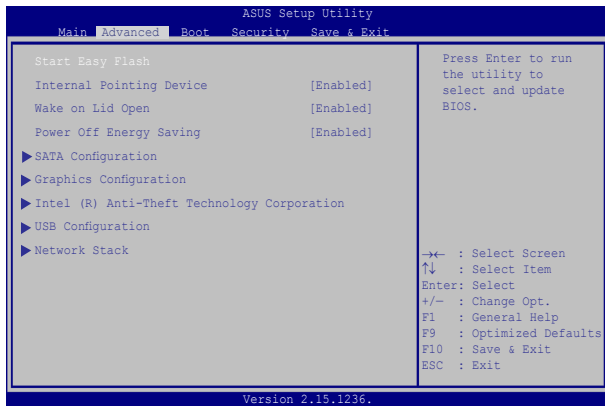 ASUS Setup Utility
Main Advanced Boot Security Save & Exit
Start Easy Flash
Internal Pointing Device [Enabled]
Wake on Lid Open [Enabled]
Power Off Energy Saving [Enabled]
SATA Configuration
Graphics Configuration
Intel (R) Anti-Theft Technology Corporation
USB Configuration
Network Stack
Press Enter to run
the utility to
select and update
BIOS.
→← : Select Screen
↑↓ : Select Item
Enter: Select
+/— : Change Opt.
F1 : General Help
F9 : Optimized Defaults
F10 : Save & Exit
ESC : Exit
Version 2.15.1236.